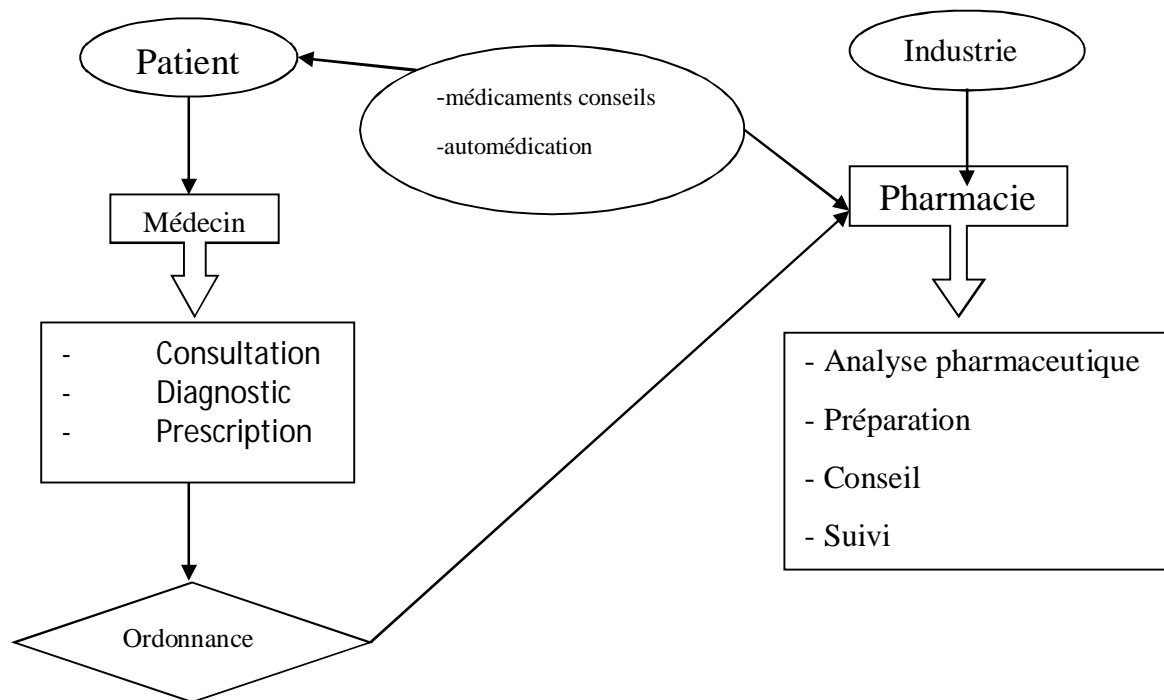 Patient
Industrie
-médicaments conseils
-automédication
Pharmacie
Médecin
- Consultation
- Diagnostic
- Prescription
- Analyse pharmaceutique
- Préparation
- Conseil
- Suivi
Ordonnance